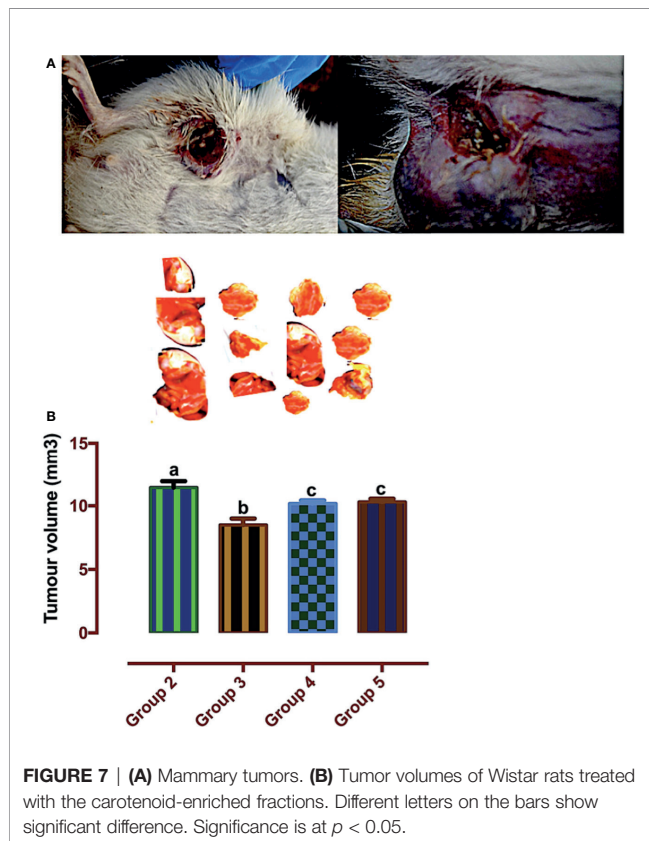 A
B
Tumour volume (mm3)
15
10
5
0
a
b
c
c
Group 2
Group 3
Group 4
Group 5
FIGURE 7 | (A) Mammary tumors. (B) Tumor volumes of Wistar rats treated
with the carotenoid-enriched fractions. Different letters on the bars show
significant difference. Significance is at p < 0.05.